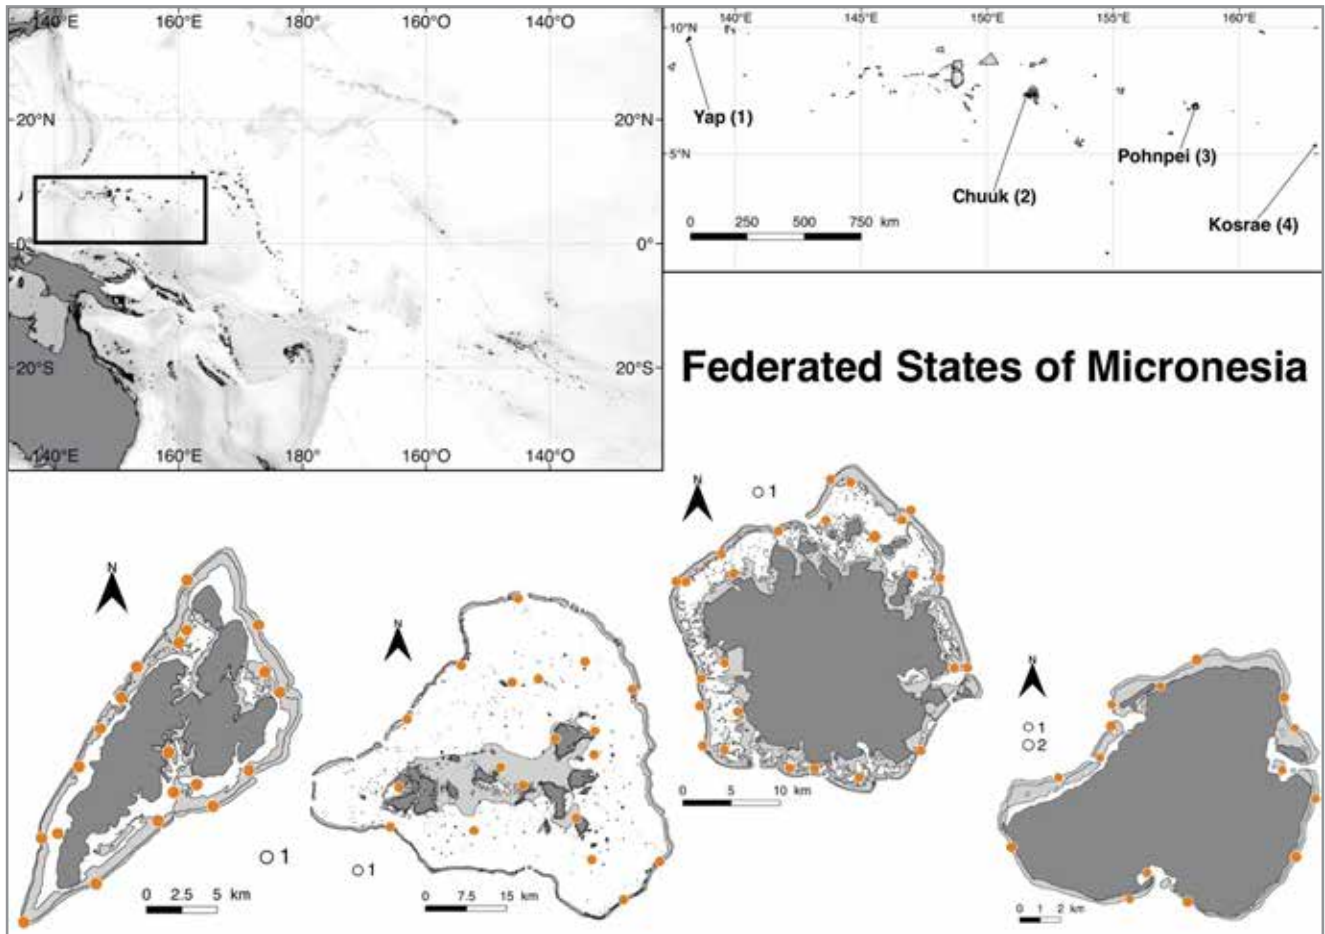 140°E 160°E 180° 160°O 140°O
20°N 20°N
0° 0°
20°S 20°S
140°E 160°E 180° 160°O 140°O
140°E 145°E 150°E 155°E 160°E
10°N
5°N
Yap (1)
Chuuk (2)
Pohnpei (3)
Kosrae (4)
0 250 500 750 km
Federated States of Micronesia
N
1
0 2.5 5 km
N
1
0 7.5 15 km
N
1
0 5 10 km
N
1
2
0 1 2 km